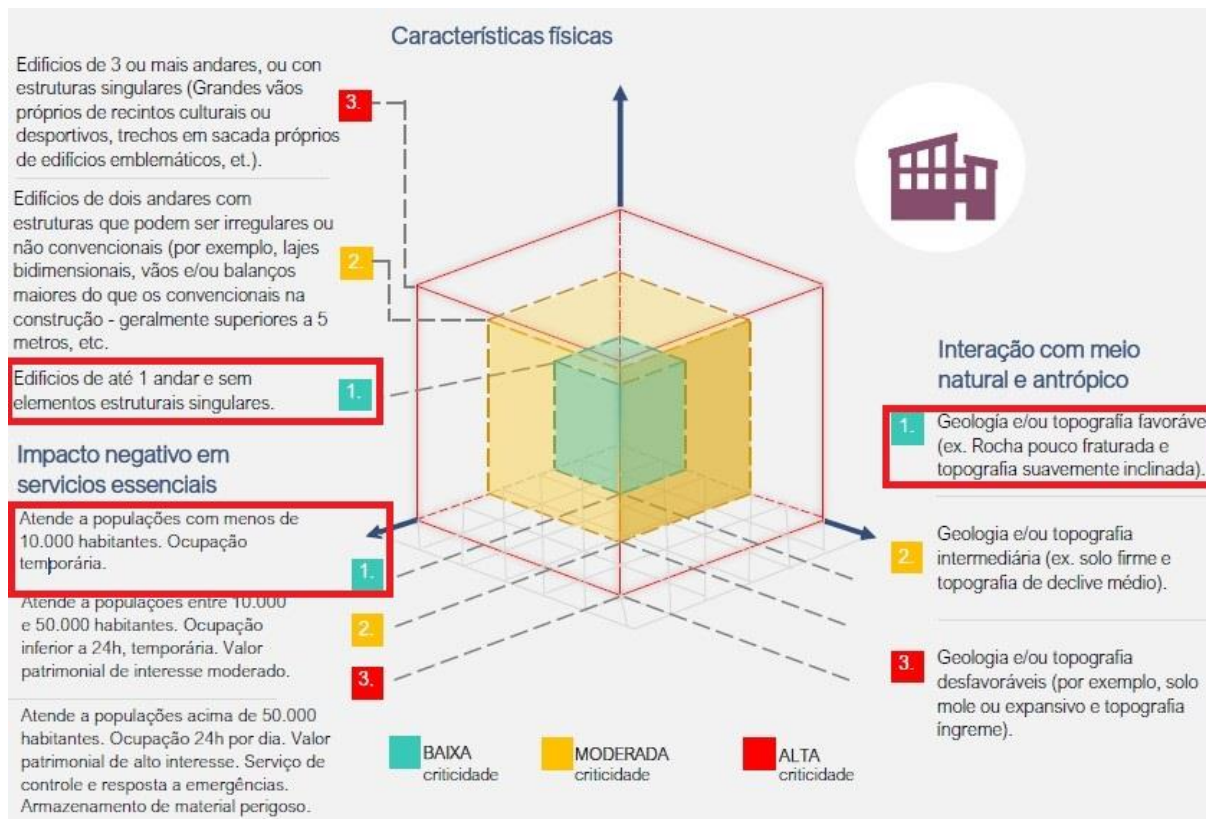 Características físicas
Edificios de 3 ou mais andares, ou con
estruturas singulares (Grandes vãos
próprios de recintos culturais ou
desportivos, trechos em sacada próprios
de edifícios emblemáticos, et.).
3.
Edifícios de dois andares com
estruturas que podem ser irregulares ou
não convencionais (por exemplo, lajes
bidimensionais, vãos e/ou balanços
maiores do que os convencionais na
construção - geralmente superiores a 5
metros, etc.
2.
Edificios de até 1 andar e sem
elementos estruturais singulares.
1.
Impacto negativo em
servicios essenciais
Atende a populações com menos de
10.000 habitantes. Ocupação
temporária.
1.
Atende a populações entre 10.000
e 50.000 habitantes. Ocupação
inferior a 24h, temporária. Valor
patrimonial de interesse moderado.
2.
3.
Atende a populações acima de 50.000
habitantes. Ocupação 24h por dia. Valor
patrimonial de alto interesse. Serviço de
controle e resposta a emergências.
Armazenamento de material perigoso.
Interação com meio
natural e antrópico
1.
Geologia e/ou topografia favoráve
(ex. Rocha pouco fraturada e
topografia suavemente inclinada).
2.
Geologia e/ou topografia
intermediária (ex. solo firme e
topografia de declive médio).
3.
Geologia e/ou topografia
desfavoráveis (por exemplo, solo
mole ou expansivo e topografia
íngreme).
BAIXA
criticidade
MODERADA
criticidade
ALTA
criticidade